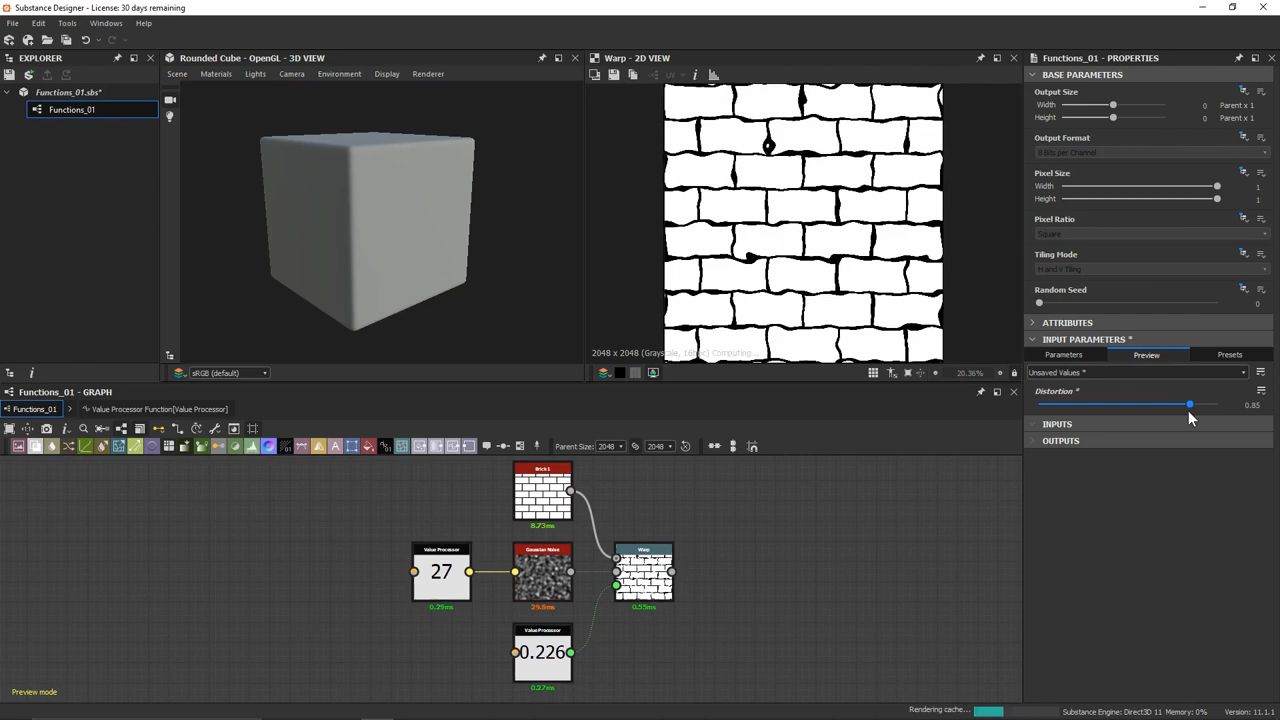 Substance Designer - License: 30 days remaining
File Edit Tools Windows Help
EXPLORER
Functions_01.sbs*
Functions_01
Rounded Cube - OpenGL - 3D VIEW
Scene Materials Lights Camera Environment Display Renderer
sRGB (default)
Warp - 2D VIEW
UV
2048 x 2048 (Grayscale, 16bpc) Computing...
20.36%
Functions_01 - PROPERTIES
BASE PARAMETERS
Output Size
Width 0 Parent x 1
Height 0 Parent x 1
Output Format
8 Bits per Channel
Pixel Size
Width 1
Height 1
Pixel Ratio
Square
Tiling Mode
H and V Tiling
Random Seed
0
ATTRIBUTES
INPUT PARAMETERS *
Parameters Preview Presets
Unsaved Values *
Distortion *
0.85
INPUTS
OUTPUTS
Functions_01 - GRAPH
Functions_01 Value Processor Function[Value Processor]
Parent Size: 2048 2048
Brick 1
8.73ms
Value Processor
27
0.29ms
Gaussian Noise
29.8ms
Warp
0.55ms
Value Processor
0.226
0.27ms
Preview mode
Rendering cache... Substance Engine: Direct3D 11 Memory: 0% Version: 11.1.1